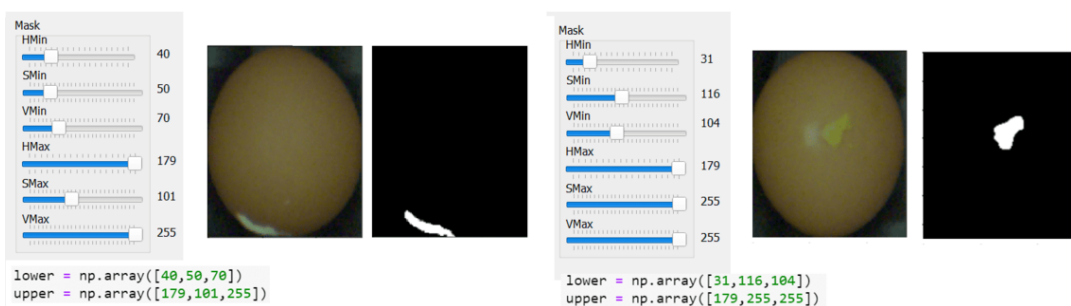 Mask
HMin
40
SMin
50
VMin
70
HMax
179
SMax
101
VMax
255
lower = np.array([40,50,70])
upper = np.array([179,101,255])
Mask
HMin
31
SMin
116
VMin
104
HMax
179
SMax
255
VMax
255
lower = np.array([31,116,104])
upper = np.array([179,255,255])